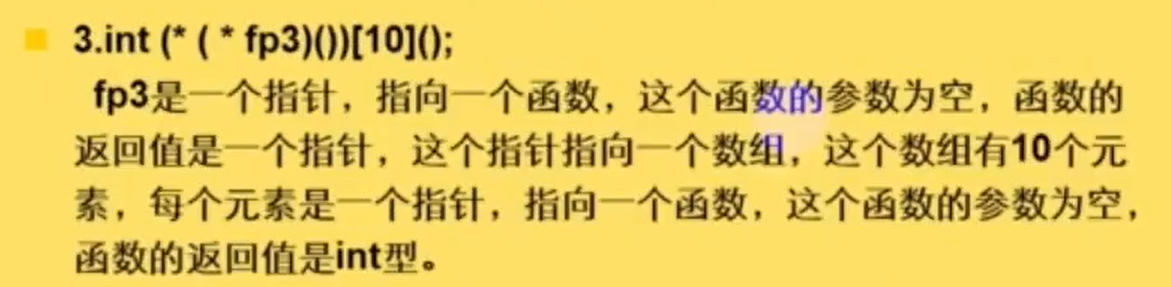 3.int (* ( * fp3)())[10]();
fp3是一个指针，指向一个函数，这个函数的参数为空，函数的
返回值是一个指针，这个指针指向一个数组，这个数组有10个元
素，每个元素是一个指针，指向一个函数，这个函数的参数为空，
函数的返回值是int型。